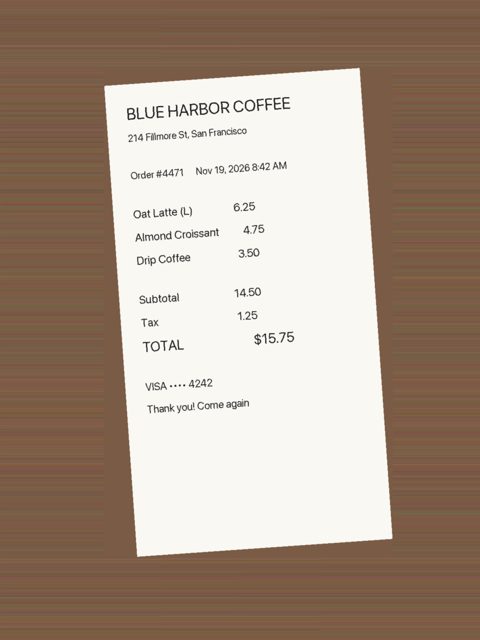 BLUE HARBOR COFFEE
214 Fillmore St, San Francisco
Order #4471 Nov 19, 2026 8:42 AM
Oat Latte (L) 6.25
Almond Croissant 4.75
Drip Coffee 3.50
Subtotal 14.50
Tax 1.25
TOTAL $15.75
VISA •••• 4242
Thank you! Come again